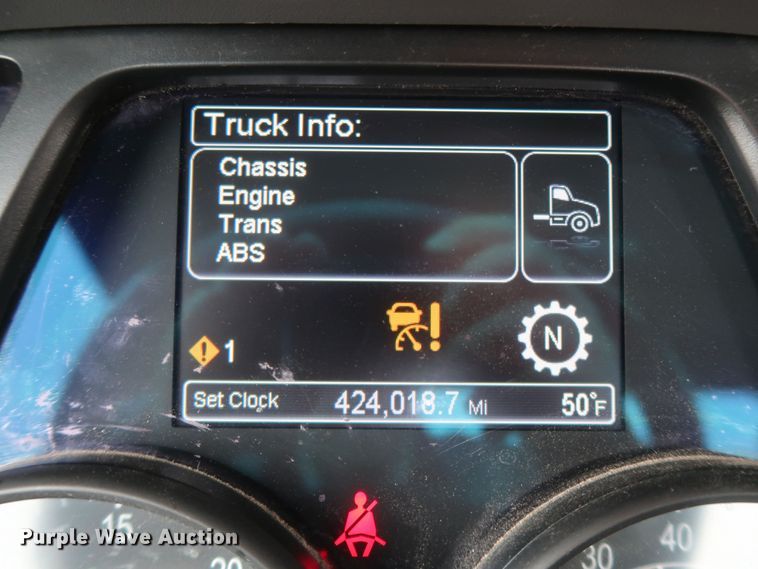 Truck Info:
Chassis
Engine
Trans
ABS
1
N
Set Clock 424,018.7 Mi 50°F
15
20
30
40
Purple Wave Auction